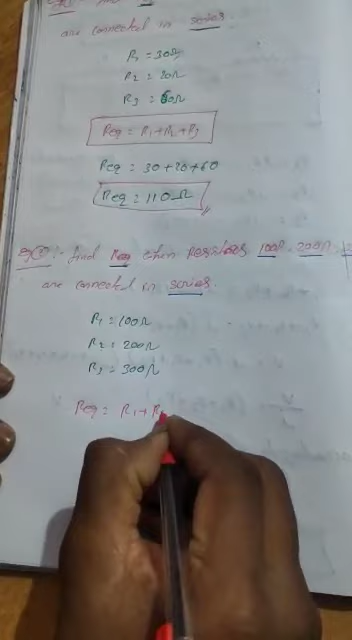 are connected in series.
R1 = 30Ω
R2 = 20Ω
R3 = 60Ω
Req = R1+R2+R3
Req = 30+20+60
Req = 110Ω
find Req when Resistors 100Ω, 200Ω,
are connected in series.
R1 = 100Ω
R2 = 200Ω
R3 = 300Ω
Req = R1+R